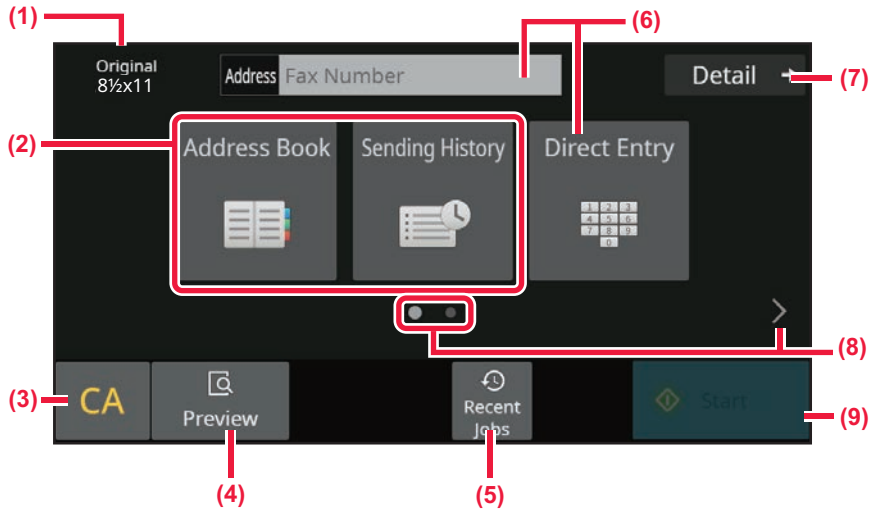 (1)
(6)
Original
8½x11
Address Fax Number
Detail
(7)
(2)
Address Book
Sending History
Direct Entry
1 2 3
4 5 6
7 8 9
0
(8)
(3)
CA
Preview
Recent
Jobs
Start
(9)
(4)
(5)